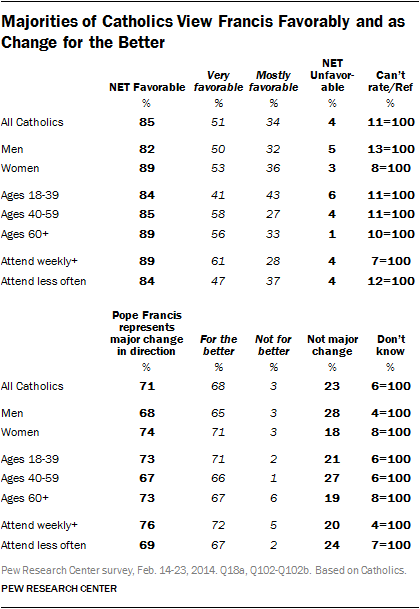 Majorities of Catholics View Francis Favorably and as
Change for the Better
NET Favorable Very favorable Mostly favorable NET Unfavor-able Can't rate/Ref
% % % % %
All Catholics 85 51 34 4 11=100
Men 82 50 32 5 13=100
Women 89 53 36 3 8=100
Ages 18-39 84 41 43 6 11=100
Ages 40-59 85 58 27 4 11=100
Ages 60+ 89 56 33 1 10=100
Attend weekly+ 89 61 28 4 7=100
Attend less often 84 47 37 4 12=100
Pope Francis represents major change in direction For the better Not for better Not major change Don't know
% % % % %
All Catholics 71 68 3 23 6=100
Men 68 65 3 28 4=100
Women 74 71 3 18 8=100
Ages 18-39 73 71 2 21 6=100
Ages 40-59 67 66 1 27 6=100
Ages 60+ 73 67 6 19 8=100
Attend weekly+ 76 72 5 20 4=100
Attend less often 69 67 2 24 7=100
Pew Research Center survey, Feb. 14-23, 2014. Q18a, Q102-Q102b. Based on Catholics.
PEW RESEARCH CENTER